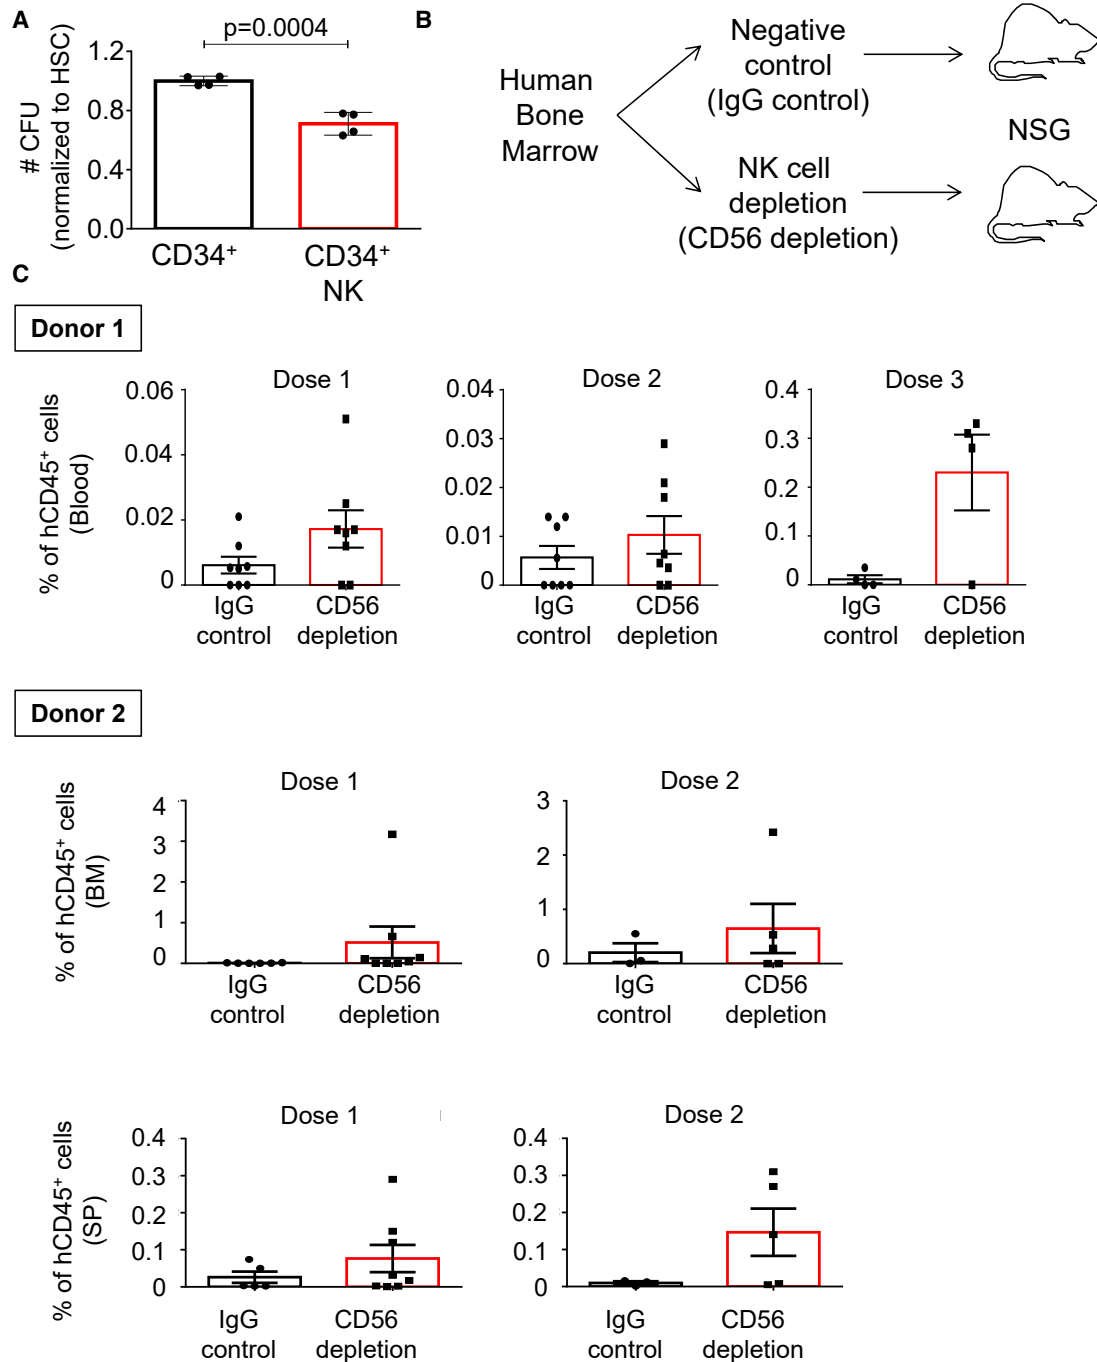 A
p=0.0004
# CFU
(normalized to HSC)
1.2
0.8
0.4
0.0
CD34+
CD34+
NK
B
Human
Bone
Marrow
Negative
control
(IgG control)
NK cell
depletion
(CD56 depletion)
NSG
C
Donor 1
% of hCD45+ cells
(Blood)
Dose 1
0.06
0.04
0.02
0
IgG
control
CD56
depletion
Dose 2
0.04
0.03
0.02
0.01
0
IgG
control
CD56
depletion
Dose 3
0.4
0.3
0.2
0.1
0
IgG
control
CD56
depletion
Donor 2
% of hCD45+ cells
(BM)
Dose 1
4
3
2
1
0
IgG
control
CD56
depletion
Dose 2
3
2
1
0
IgG
control
CD56
depletion
% of hCD45+ cells
(SP)
Dose 1
0.4
0.3
0.2
0.1
0
IgG
control
CD56
depletion
Dose 2
0.4
0.3
0.2
0.1
0
IgG
control
CD56
depletion